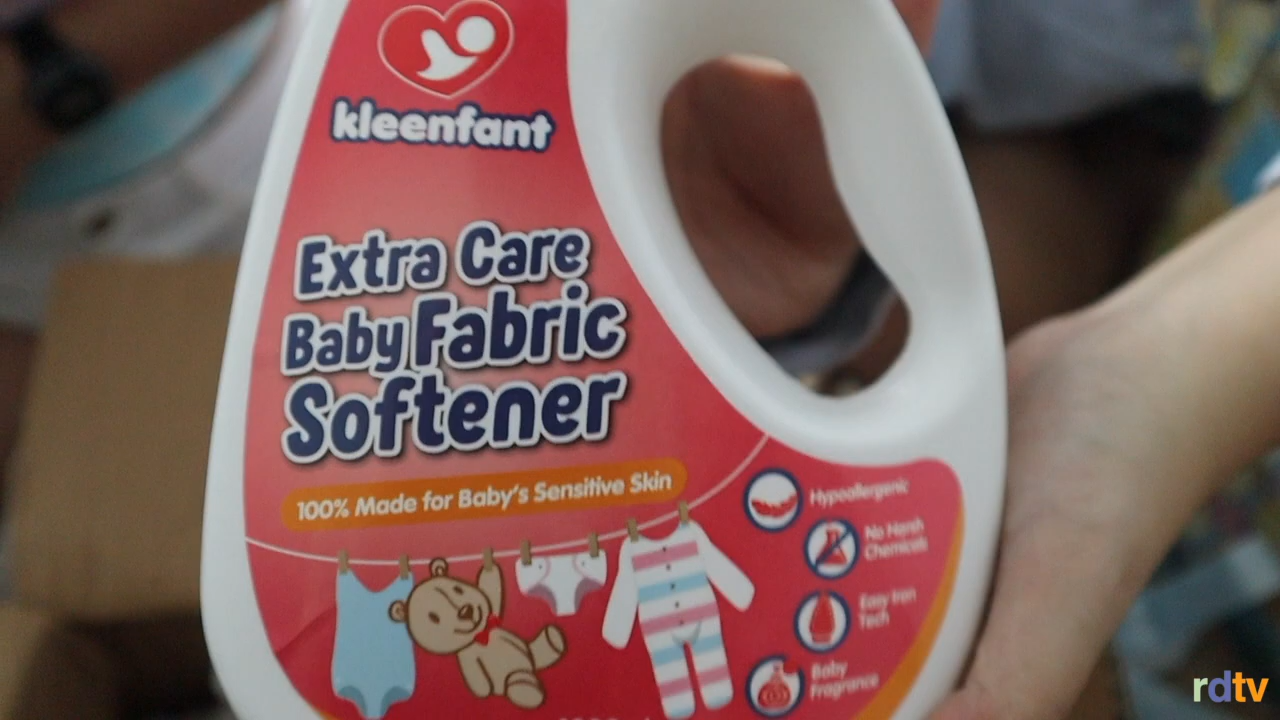 kleenfant
Extra Care
Baby Fabric
Softener
100% Made for Baby's Sensitive Skin
Hypoallergenic
No Harsh
Chemicals
Easy Iron
Tech
Baby
Fragrance
rdtv